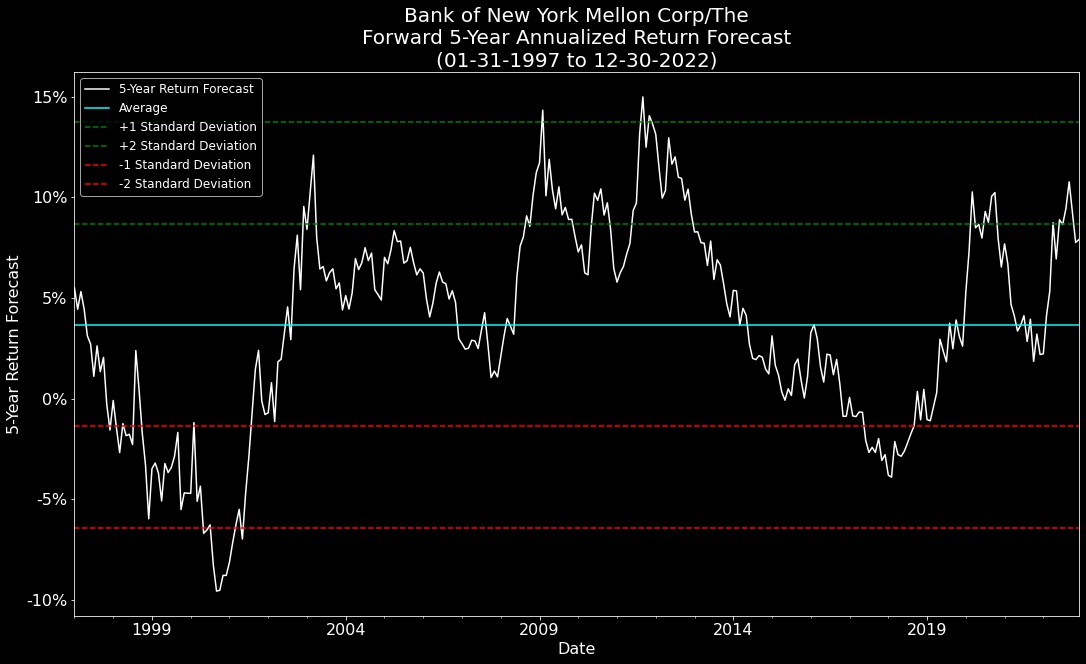 Bank of New York Mellon Corp/The
Forward 5-Year Annualized Return Forecast
(01-31-1997 to 12-30-2022)
5-Year Return Forecast
Average
+1 Standard Deviation
+2 Standard Deviation
-1 Standard Deviation
-2 Standard Deviation
15%
10%
5%
0%
-5%
-10%
5-Year Return Forecast
1999 2004 2009 2014 2019
Date